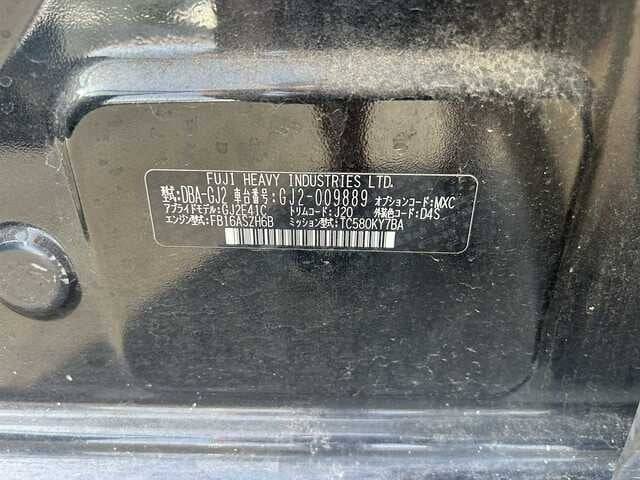 FUJI HEAVY INDUSTRIES LTD.
型式:DBA-GJ2 車台番号:GJ2-009889 オプションコード:MXC
アプライドモデル:GJ2E41C トリムコード:J20 外装色コード:D4S
エンジン型式:FB16ASZH6B ミッション型式:TC580KY7BA